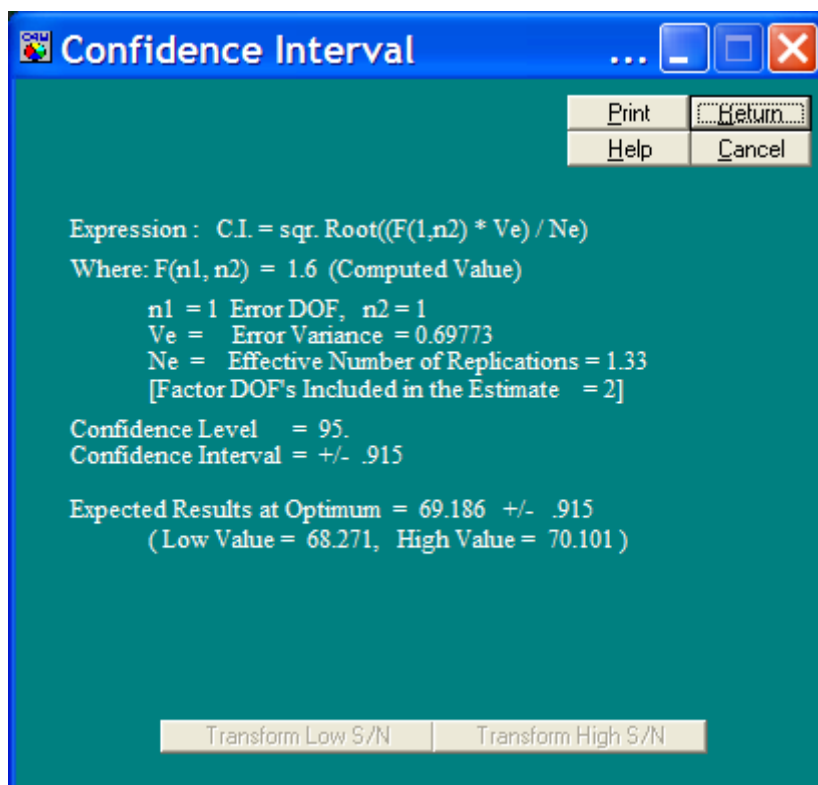 Confidence Interval ...
Print Return
Help Cancel
Expression : C.I. = sqr. Root((F(1,n2) * Ve) / Ne)
Where: F(n1, n2) = 1.6 (Computed Value)
n1 = 1 Error DOF, n2 = 1
Ve = Error Variance = 0.69773
Ne = Effective Number of Replications = 1.33
[Factor DOF's Included in the Estimate = 2]
Confidence Level = 95.
Confidence Interval = +/- .915
Expected Results at Optimum = 69.186 +/- .915
( Low Value = 68.271, High Value = 70.101 )
Transform Low S/N Transform High S/N